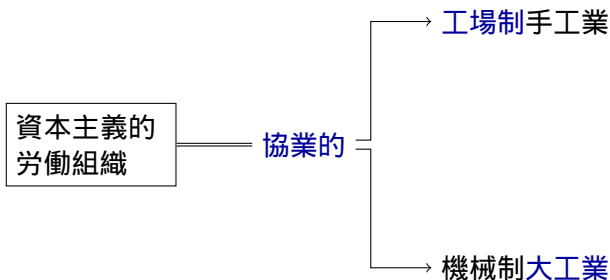 工場制手工業
資本主義的
労働組織
協業的
機械制大工業